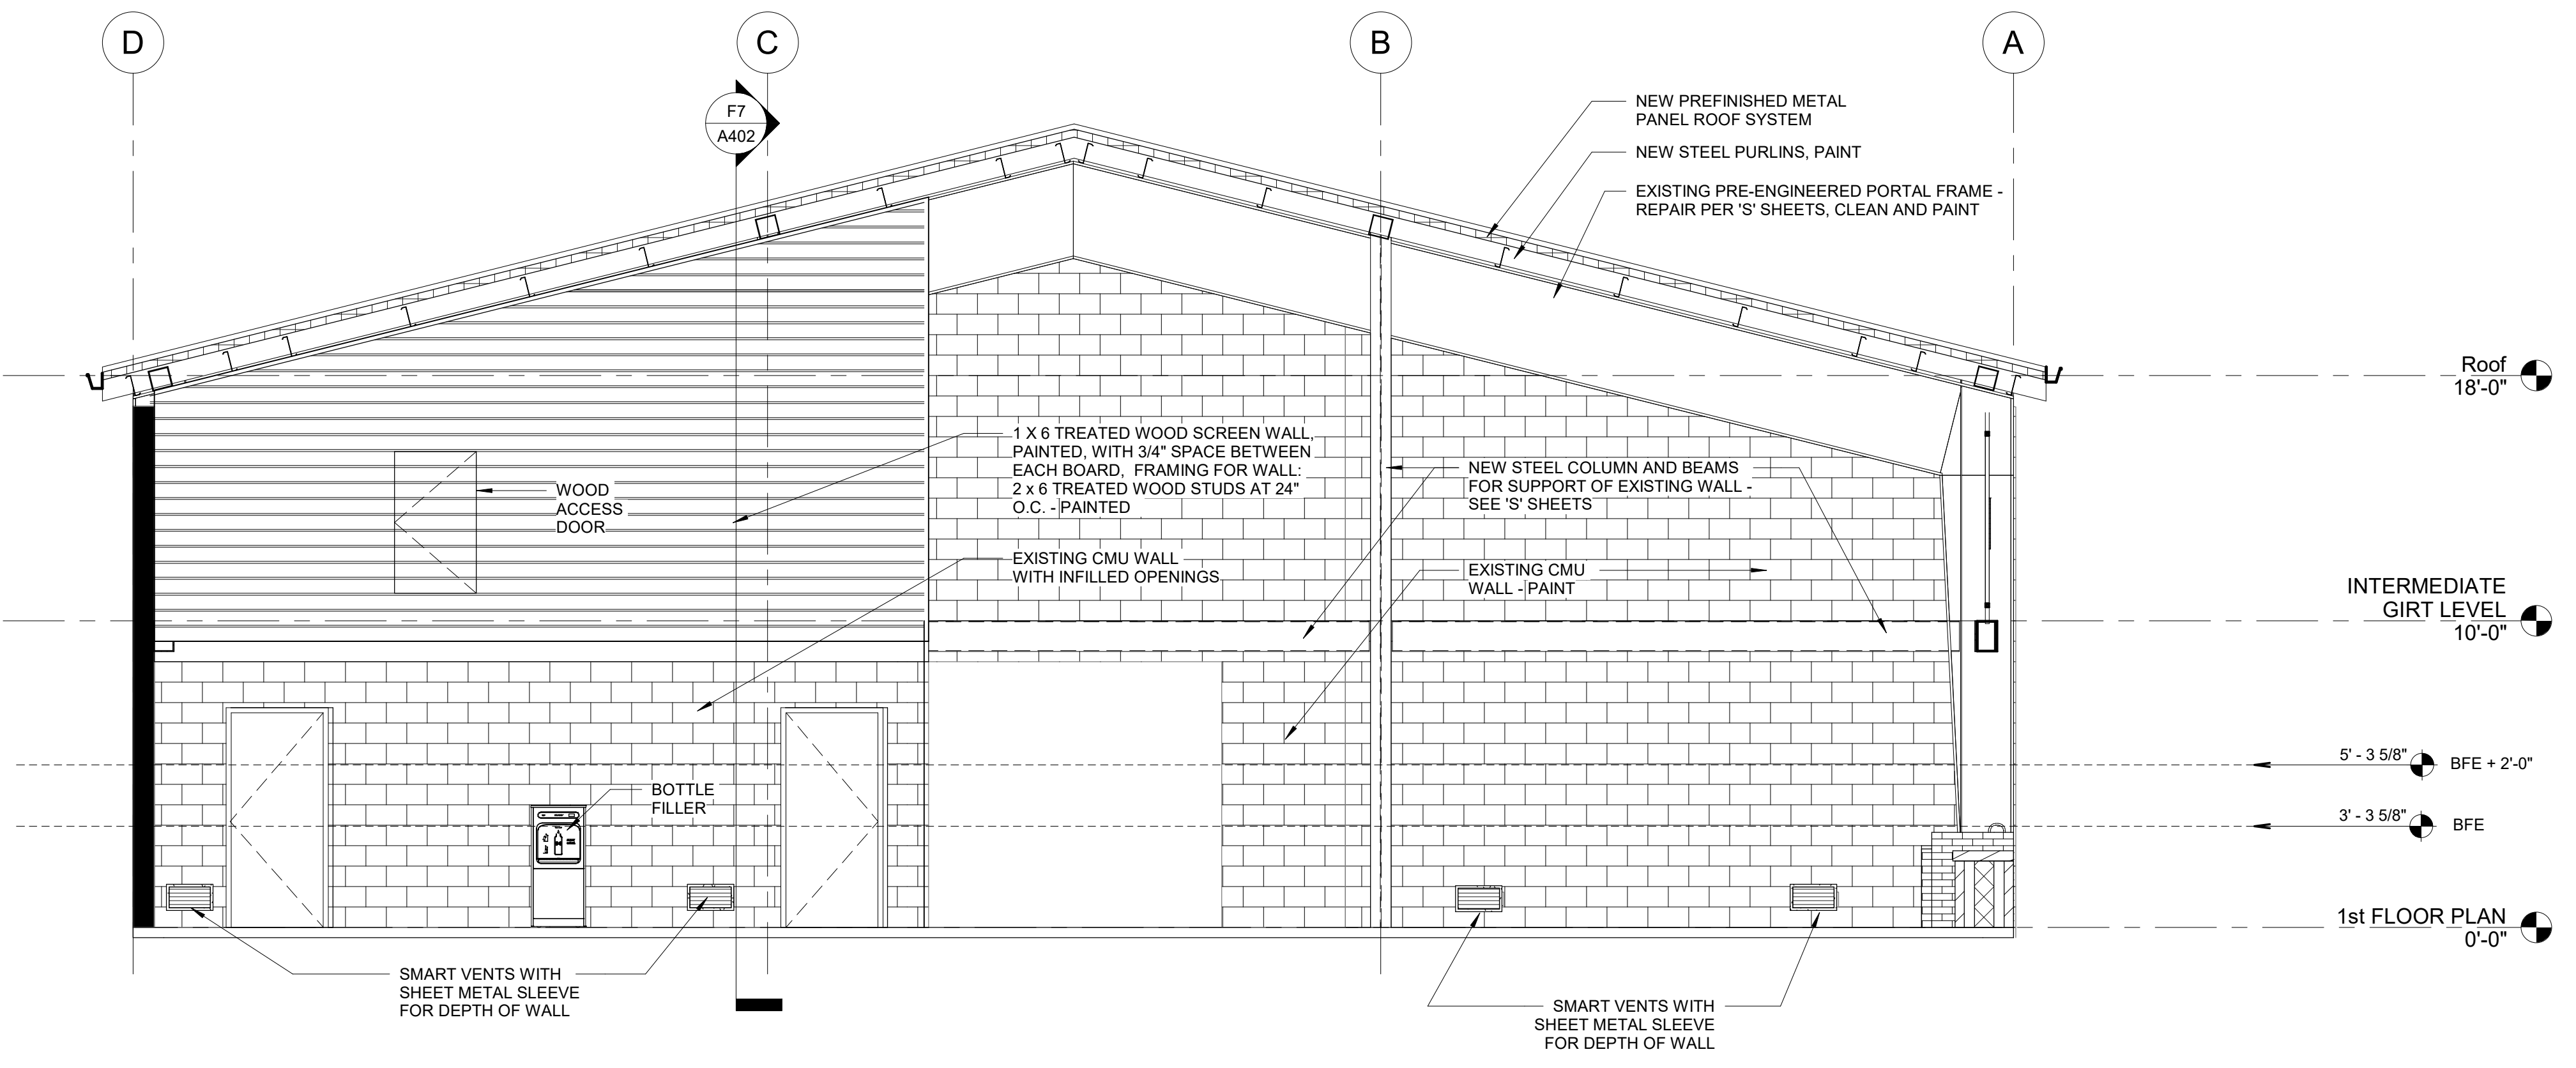 D
C
B
A
F7
A402
NEW PREFINISHED METAL
PANEL ROOF SYSTEM
NEW STEEL PURLINS, PAINT
EXISTING PRE-ENGINEERED PORTAL FRAME -
REPAIR PER 'S' SHEETS, CLEAN AND PAINT
Roof
18'-0"
1 X 6 TREATED WOOD SCREEN WALL,
PAINTED, WITH 3/4" SPACE BETWEEN
EACH BOARD, FRAMING FOR WALL:
2 x 6 TREATED WOOD STUDS AT 24"
O.C. - PAINTED
NEW STEEL COLUMN AND BEAMS
FOR SUPPORT OF EXISTING WALL -
SEE 'S' SHEETS
WOOD
ACCESS
DOOR
EXISTING CMU WALL
WITH INFILLED OPENINGS
EXISTING CMU
WALL - PAINT
INTERMEDIATE
GIRT LEVEL
10'-0"
5' - 3 5/8"
BFE + 2'-0"
BOTTLE
FILLER
3' - 3 5/8"
BFE
1st FLOOR PLAN
0'-0"
SMART VENTS WITH
SHEET METAL SLEEVE
FOR DEPTH OF WALL
SMART VENTS WITH
SHEET METAL SLEEVE
FOR DEPTH OF WALL